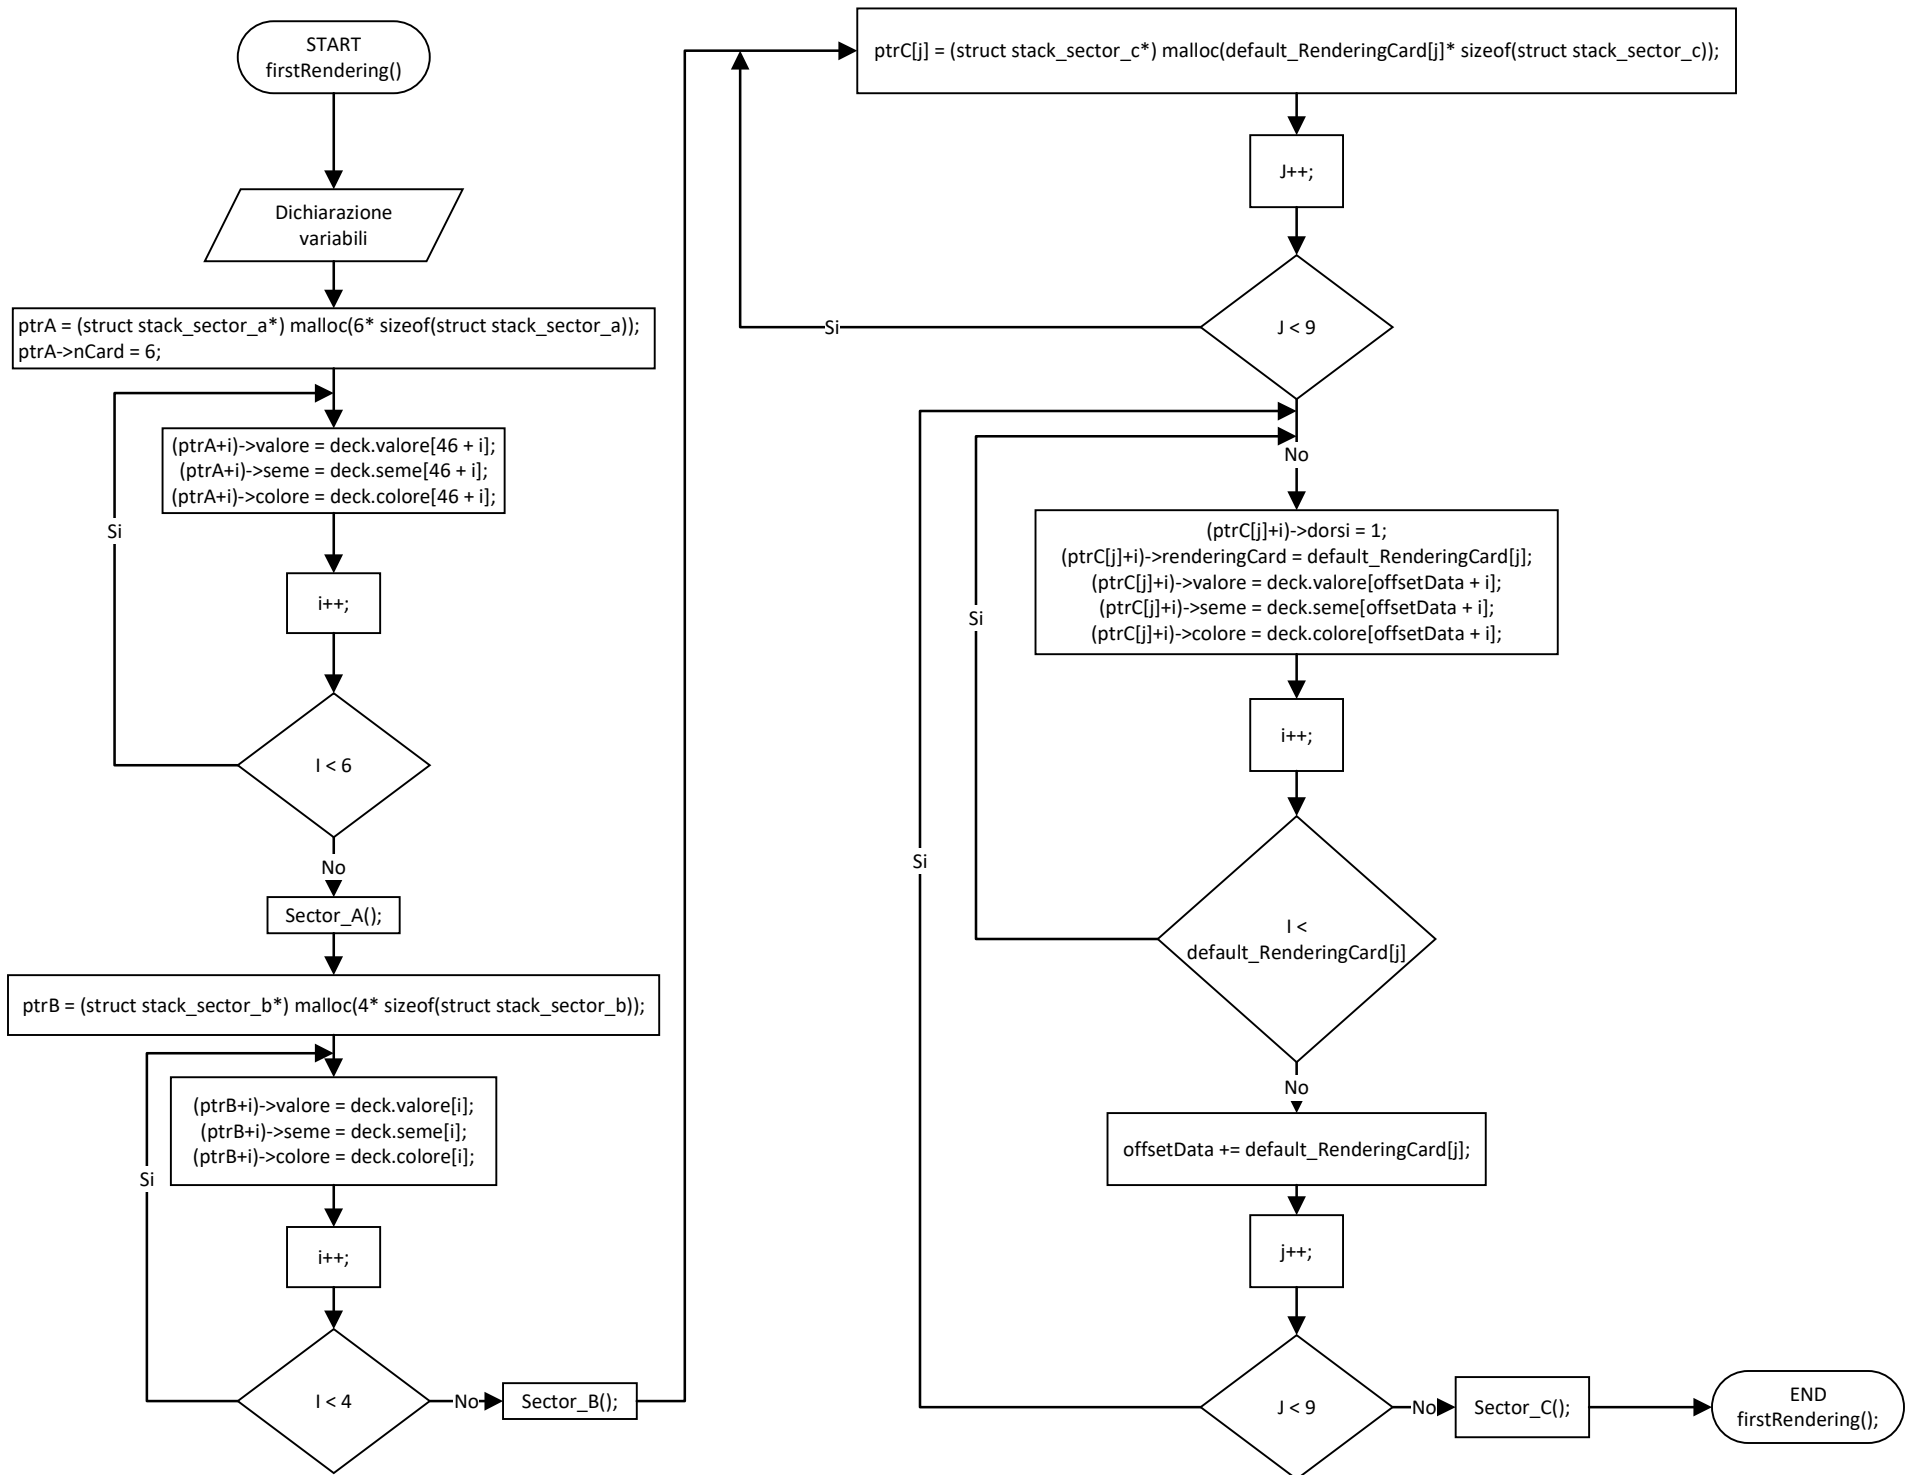 START
firstRendering()
Dichiarazione
variabili
ptrA = (struct stack_sector_a*) malloc(6* sizeof(struct stack_sector_a));
ptrA->nCard = 6;
(ptrA+i)->valore = deck.valore[46 + i];
(ptrA+i)->seme = deck.seme[46 + i];
(ptrA+i)->colore = deck.colore[46 + i];
Si
i++;
I < 6
No
Sector_A();
ptrB = (struct stack_sector_b*) malloc(4* sizeof(struct stack_sector_b));
(ptrB+i)->valore = deck.valore[i];
(ptrB+i)->seme = deck.seme[i];
(ptrB+i)->colore = deck.colore[i];
Si
i++;
I < 4
No
Sector_B();
ptrC[j] = (struct stack_sector_c*) malloc(default_RenderingCard[j]* sizeof(struct stack_sector_c));
J++;
J < 9
Si
No
(ptrC[j]+i)->dorsi = 1;
(ptrC[j]+i)->renderingCard = default_RenderingCard[j];
(ptrC[j]+i)->valore = deck.valore[offsetData + i];
(ptrC[j]+i)->seme = deck.seme[offsetData + i];
(ptrC[j]+i)->colore = deck.colore[offsetData + i];
Si
i++;
I <
default_RenderingCard[j]
Si
No
offsetData += default_RenderingCard[j];
j++;
J < 9
No
Sector_C();
END
firstRendering();